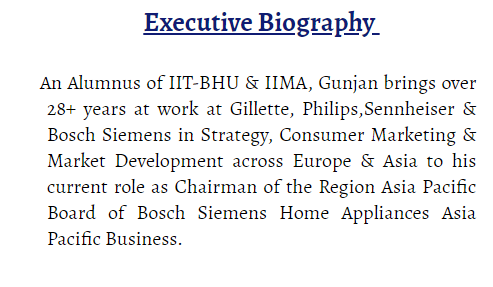 Executive Biography
An Alumnus of IIT-BHU & IIMA, Gunjan brings over
28+ years at work at Gillette, Philips,Sennheiser &
Bosch Siemens in Strategy, Consumer Marketing &
Market Development across Europe & Asia to his
current role as Chairman of the Region Asia Pacific
Board of Bosch Siemens Home Appliances Asia
Pacific Business.